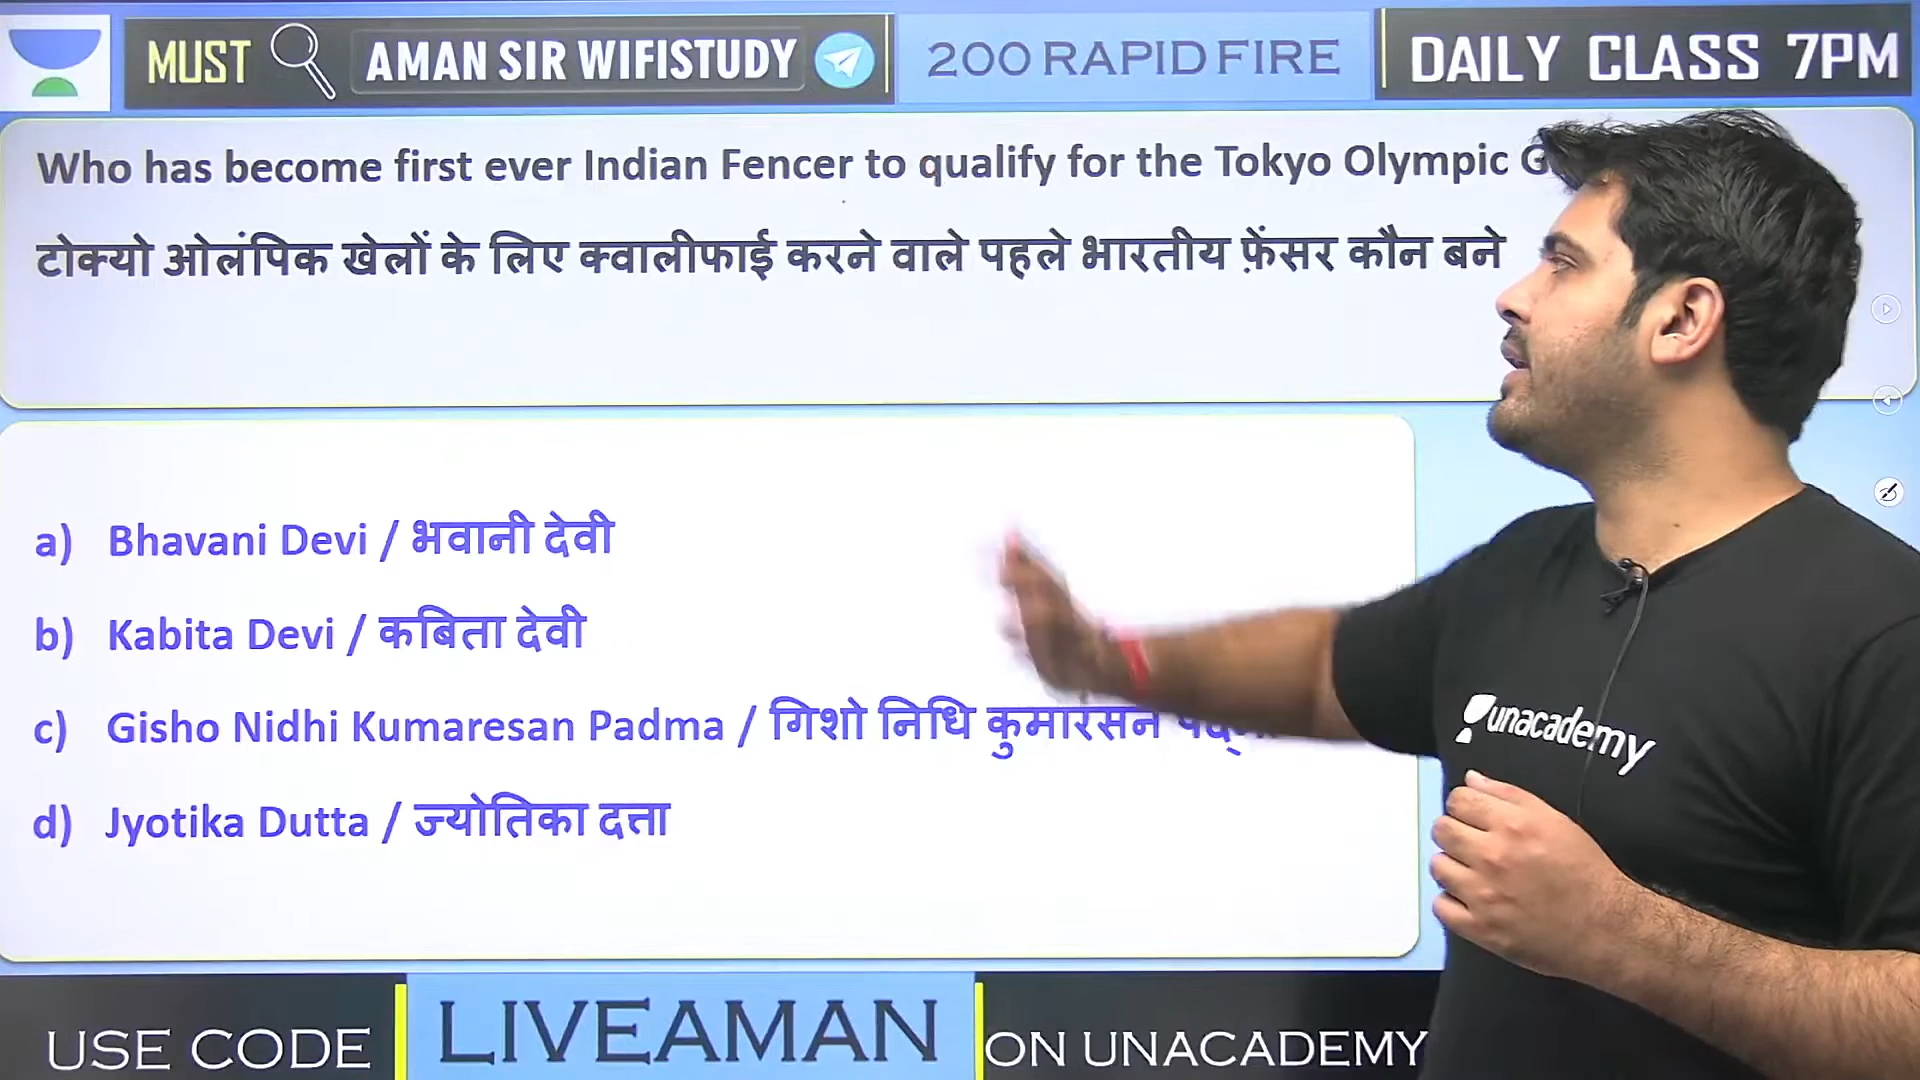 MUST AMAN SIR WIFISTUDY 200 RAPID FIRE DAILY CLASS 7PM
Who has become first ever Indian Fencer to qualify for the Tokyo Olympic
टोक्यो ओलंपिक खेलों के लिए क्वालीफाई करने वाले पहले भारतीय फ़ेंसर कौन बने
a) Bhavani Devi / भवानी देवी
b) Kabita Devi / कबिता देवी
c) Gisho Nidhi Kumaresan Padma / गिशो निधि कुमारसन
d) Jyotika Dutta / ज्योतिका दत्ता
unacademy
USE CODE LIVEAMAN ON UNACADEMY